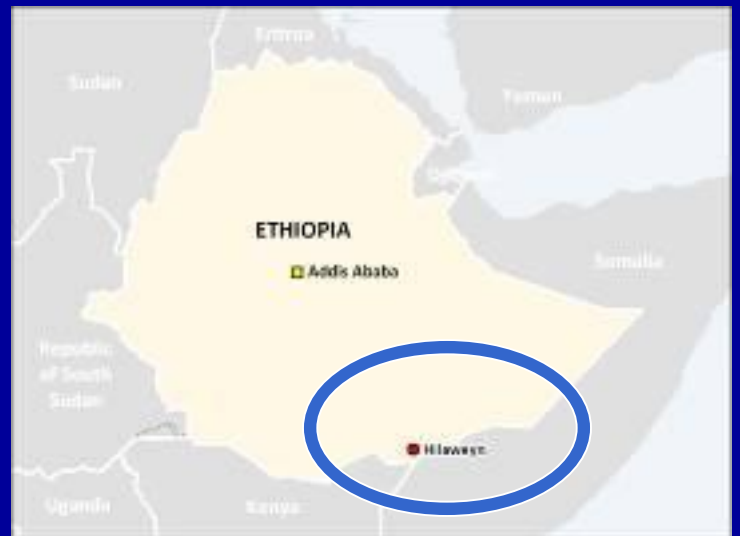 Eritrea
Sudan
Yemen
ETHIOPIA
Addis Ababa
Somalia
Republic
of South
Sudan
Hilaweyn
Uganda
Kenya